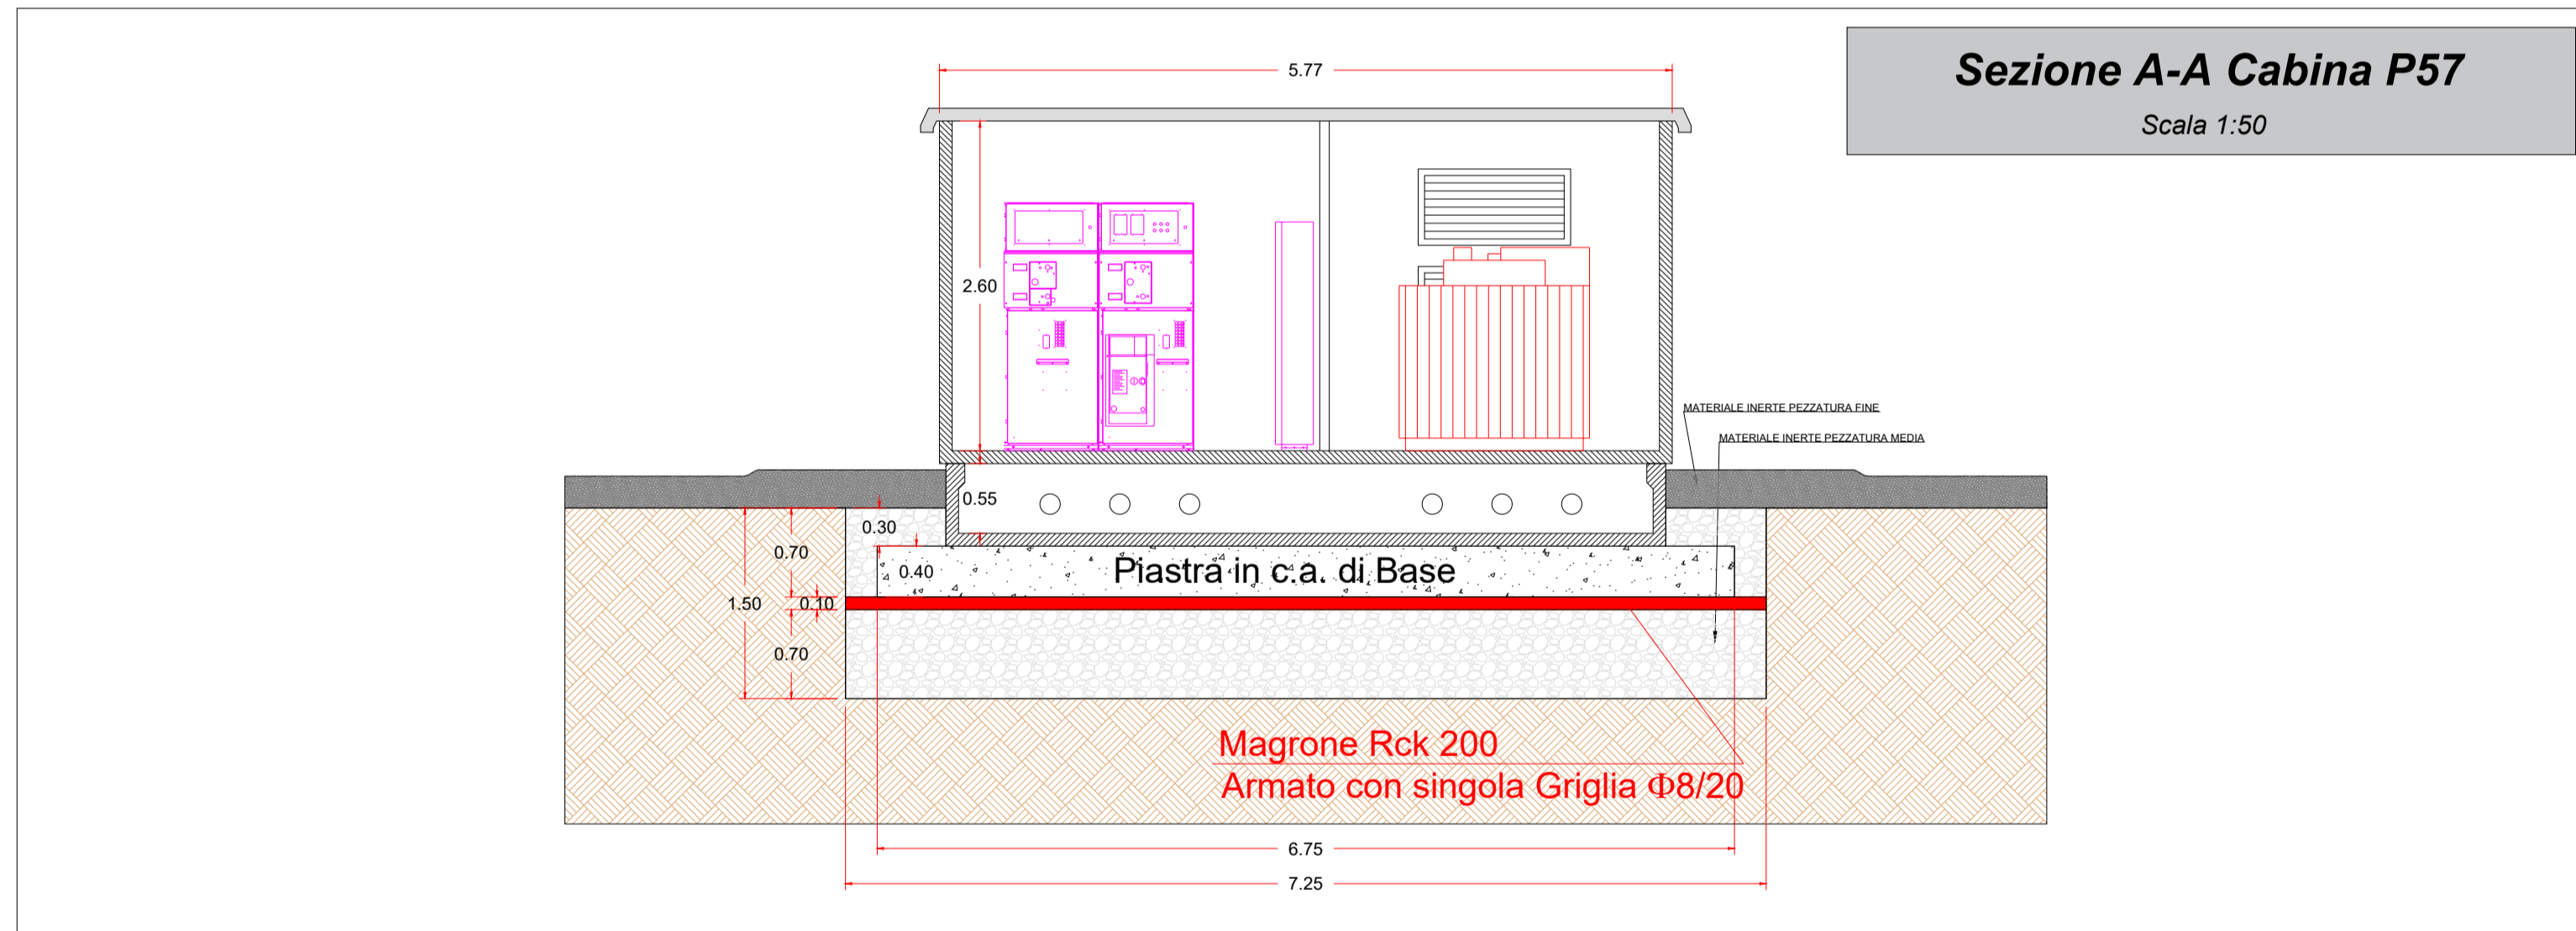 Sezione A-A Cabina P57
Scala 1:50
5.77
2.60
MATERIALE INERTE PEZZATURA FINE
MATERIALE INERTE PEZZATURA MEDIA
0.55
0.30
0.70
0.40
Piastra in c.a. di Base
1.50
0.10
0.70
Magrone Rck 200
Armato con singola Griglia Φ8/20
6.75
7.25